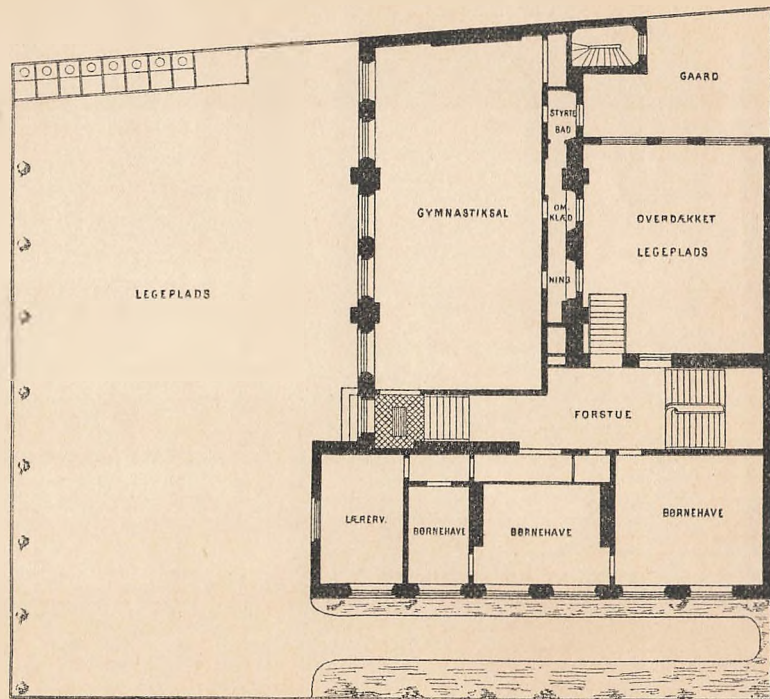 GAARD
STYRTE
BAD
GYMNASTIKSAL
OM-
KLÆD
NING
OVERDÆKKET
LEGEPLADS
LEGEPLADS
FORSTUE
LÆRERV.
BØRNEHAVE
BØRNEHAVE
BØRNEHAVE